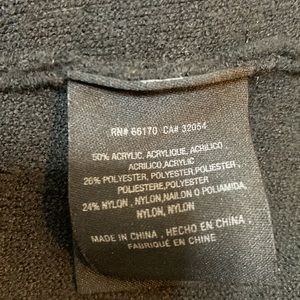 RN# 66170 CA# 32054
50% ACRYLIC, ACRYLIQUE, ACHILICO,
ACRILICO,ACRYLIC
26% POLYESTER, POLYESTER,POLIESTER,
POLIESTERE,POLYESTER
24% NYLON, NYLON,NAILON O POLIAMIDA,
NYLON, NYLON
MADE IN CHINA, HECHO EN CHINA,
FABRIQUÉ EN CHINE